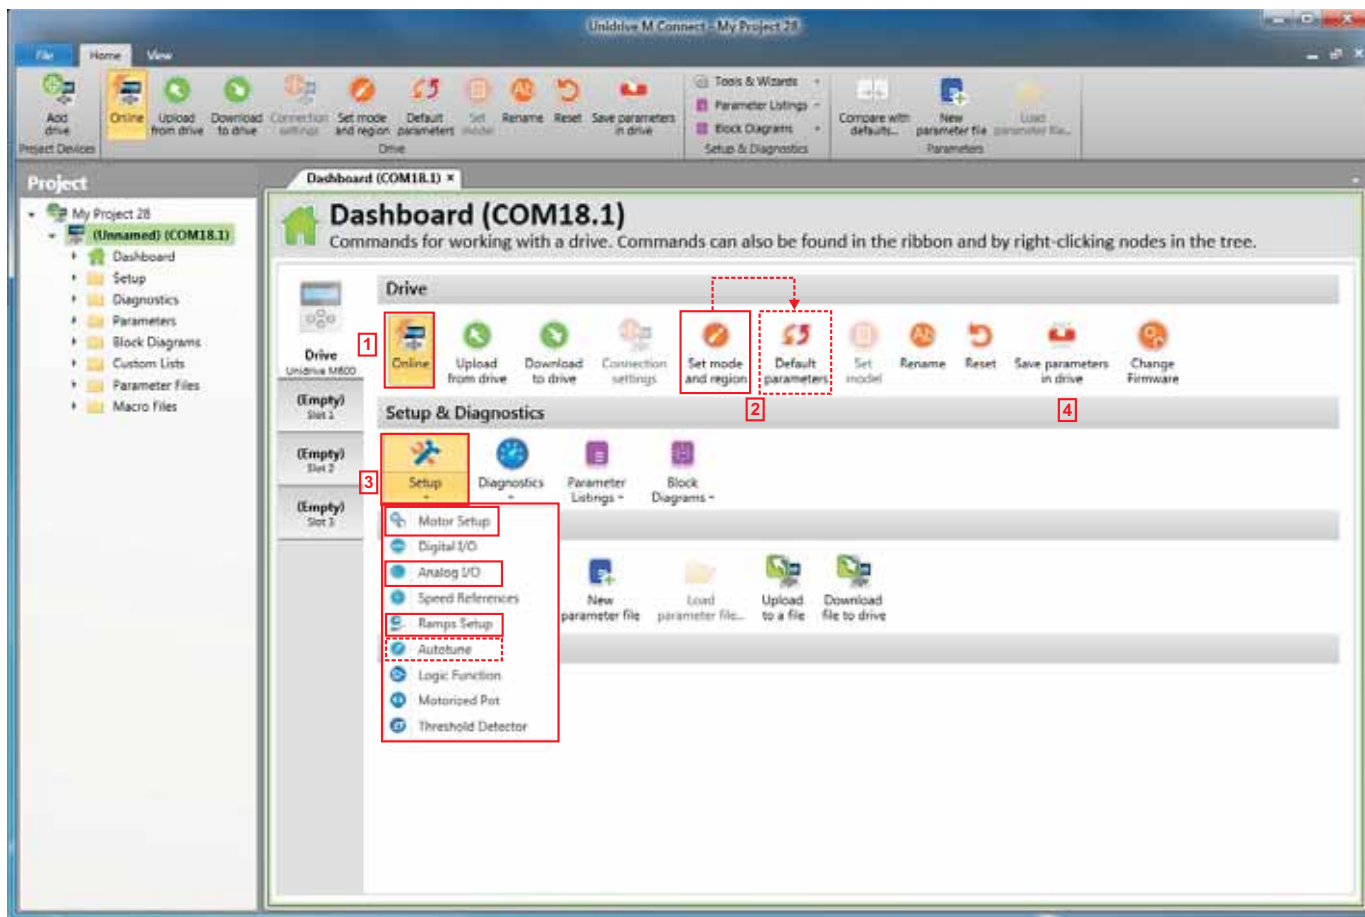 Unidrive M Connect - My Project 28
File Home View
Add drive
Online
Upload from drive
Download to drive
Connection settings
Set mode and region
Default parameters
Set model
Rename
Reset
Save parameters in drive
Tools & Wizards
Parameter Listings
Block Diagrams
Compare with defaults...
New parameter file
Load parameter file...
Project Devices
Drive
Setup & Diagnostics
Parameters
Project
Dashboard (COM18.1) ×
My Project 28
(Unnamed) (COM18.1)
Dashboard
Setup
Diagnostics
Parameters
Block Diagrams
Custom Lists
Parameter Files
Macro Files
Dashboard (COM18.1)
Commands for working with a drive. Commands can also be found in the ribbon and by right-clicking nodes in the tree.
Drive
Unidrive M800
(Empty)
Slot 1
(Empty)
Slot 2
(Empty)
Slot 3
Drive
1
Online
Upload
from drive
Download
to drive
Connection
settings
Set mode
and region
Default
parameters
Set
model
Rename
Reset
Save parameters
in drive
Change
Firmware
2
4
Setup & Diagnostics
3
Setup
Diagnostics
Parameter
Listings
Block
Diagrams
Motor Setup
Digital I/O
Analog I/O
Speed References
Ramps Setup
Autotune
Logic Function
Motorized Pot
Threshold Detector
New
parameter file
Load
parameter file...
Upload
to a file
Download
file to drive